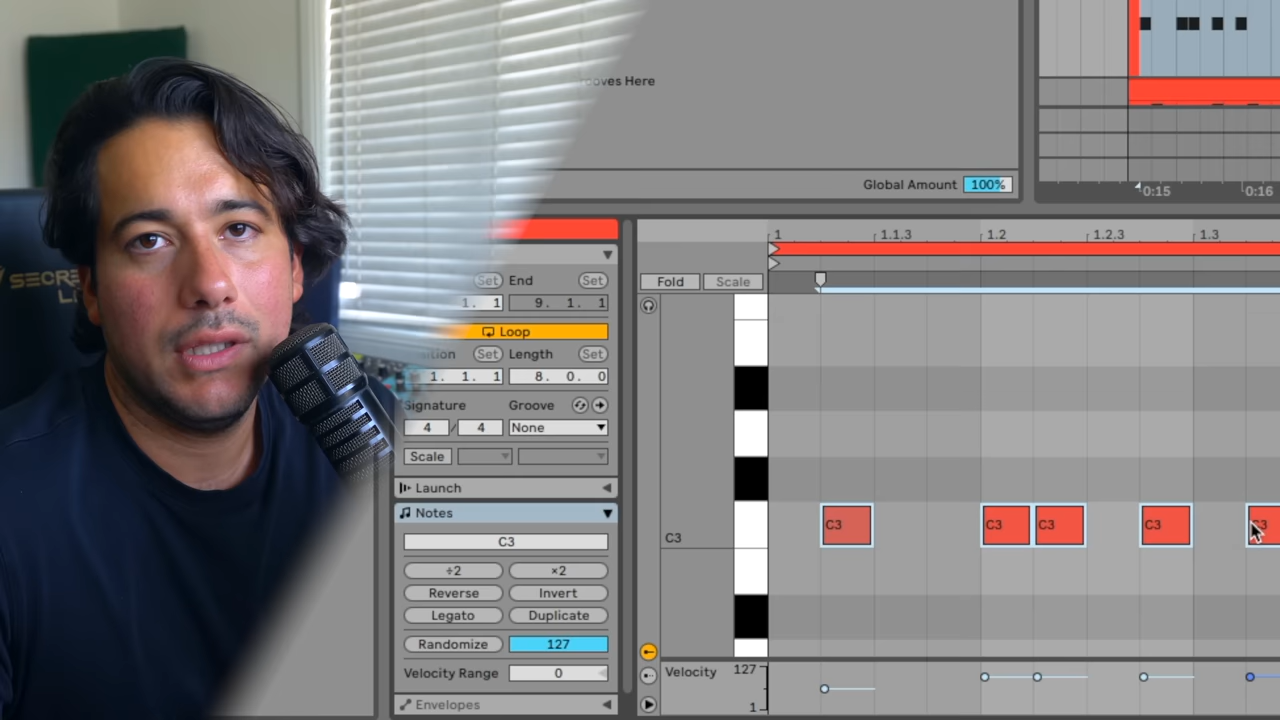 ooves Here
Global Amount 100%
0:15 0:16
1 1.1.3 1.2 1.2.3 1.3
Set End Set
1. 1 9. 1. 1
Fold Scale
Loop
Set Length Set
1. 1. 1 8. 0. 0
Signature Groove
4 / 4 None
Scale
Launch
Notes
C3
C3 C3 C3 C3 C3
C3
÷2 ×2
Reverse Invert
Legato Duplicate
Randomize 127
Velocity Range 0
Velocity 127
1
Envelopes
SECRE